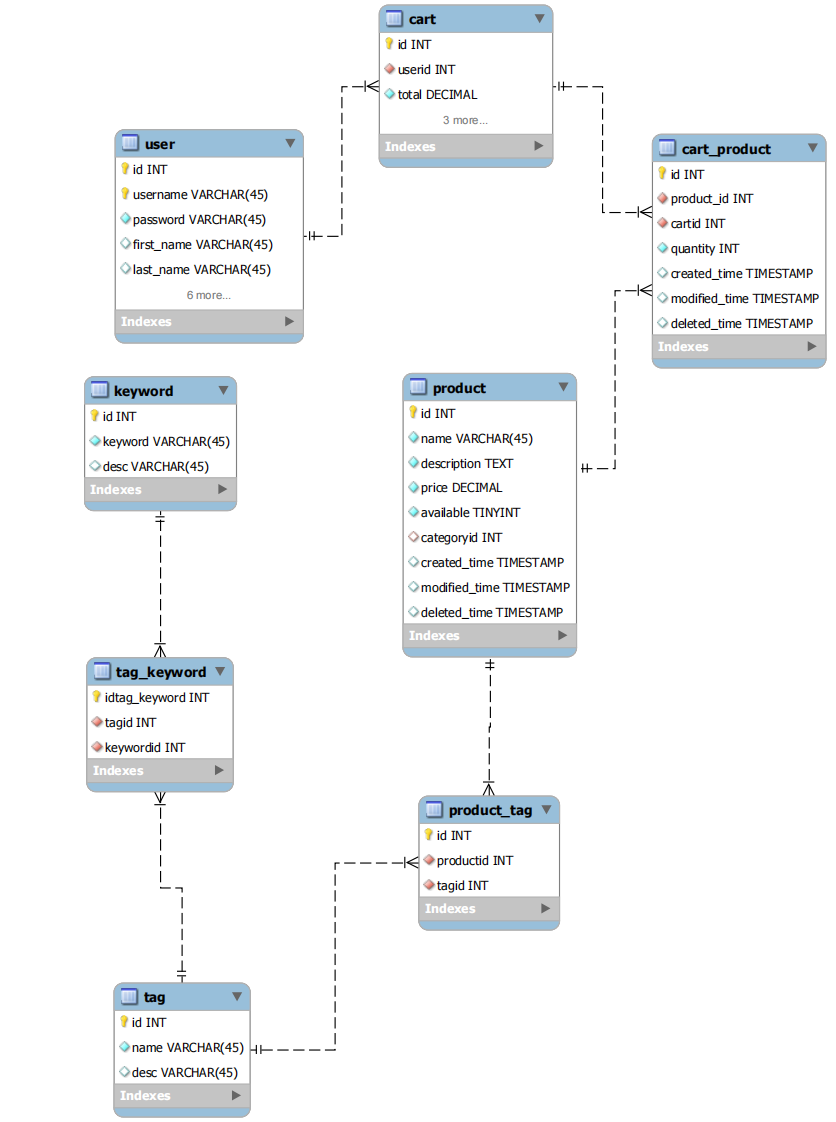 cart
id INT
userid INT
total DECIMAL
3 more...
Indexes
user
id INT
username VARCHAR(45)
password VARCHAR(45)
first_name VARCHAR(45)
last_name VARCHAR(45)
6 more...
Indexes
cart_product
id INT
product_id INT
cartid INT
quantity INT
created_time TIMESTAMP
modified_time TIMESTAMP
deleted_time TIMESTAMP
Indexes
keyword
id INT
keyword VARCHAR(45)
desc VARCHAR(45)
Indexes
product
id INT
name VARCHAR(45)
description TEXT
price DECIMAL
available TINYINT
categoryid INT
created_time TIMESTAMP
modified_time TIMESTAMP
deleted_time TIMESTAMP
Indexes
tag_keyword
idtag_keyword INT
tagid INT
keywordid INT
Indexes
product_tag
id INT
productid INT
tagid INT
Indexes
tag
id INT
name VARCHAR(45)
desc VARCHAR(45)
Indexes